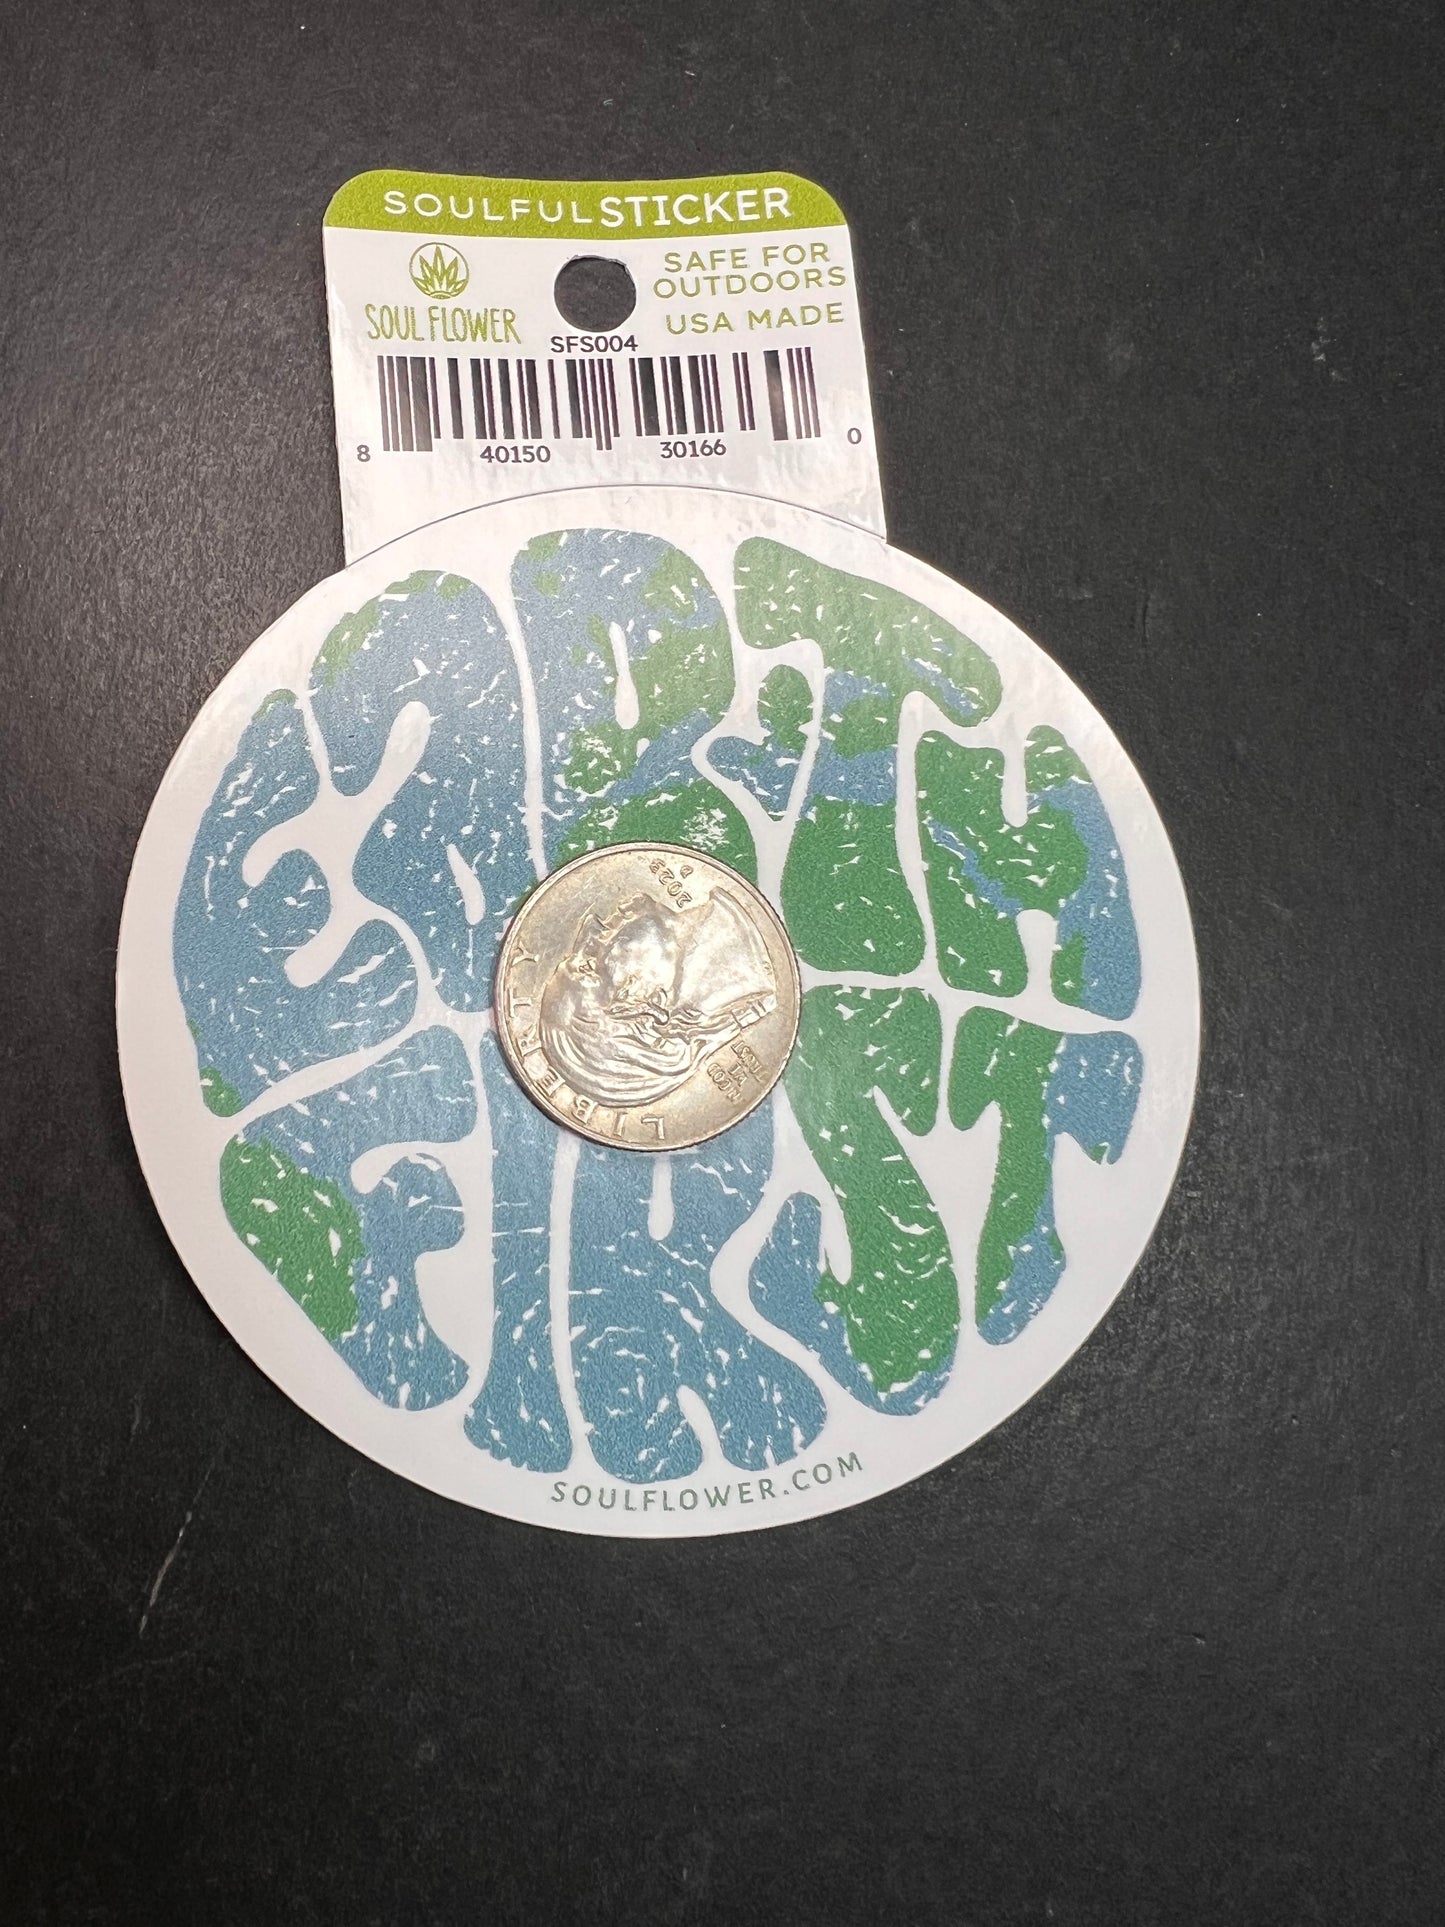 SOULFULSTICKER
SOUL FLOWER
SAFE FOR
OUTDOORS
USA MADE
SFS004
8 40150 30166 0
EARTH
FIRST
LIBERTY
IN GOD
WE
TRUST
2023
SOULFLOWER.COM